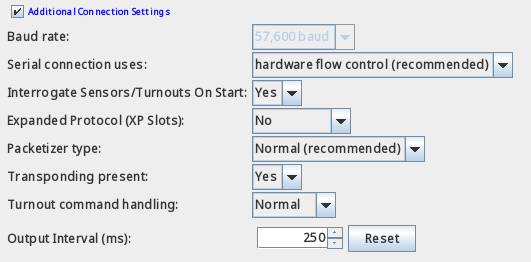 Additional Connection Settings
Baud rate: 57,600 baud
Serial connection uses: hardware flow control (recommended)
Interrogate Sensors/Turnouts On Start: Yes
Expanded Protocol (XP Slots): No
Packetizer type: Normal (recommended)
Transponding present: Yes
Turnout command handling: Normal
Output Interval (ms): 250 Reset